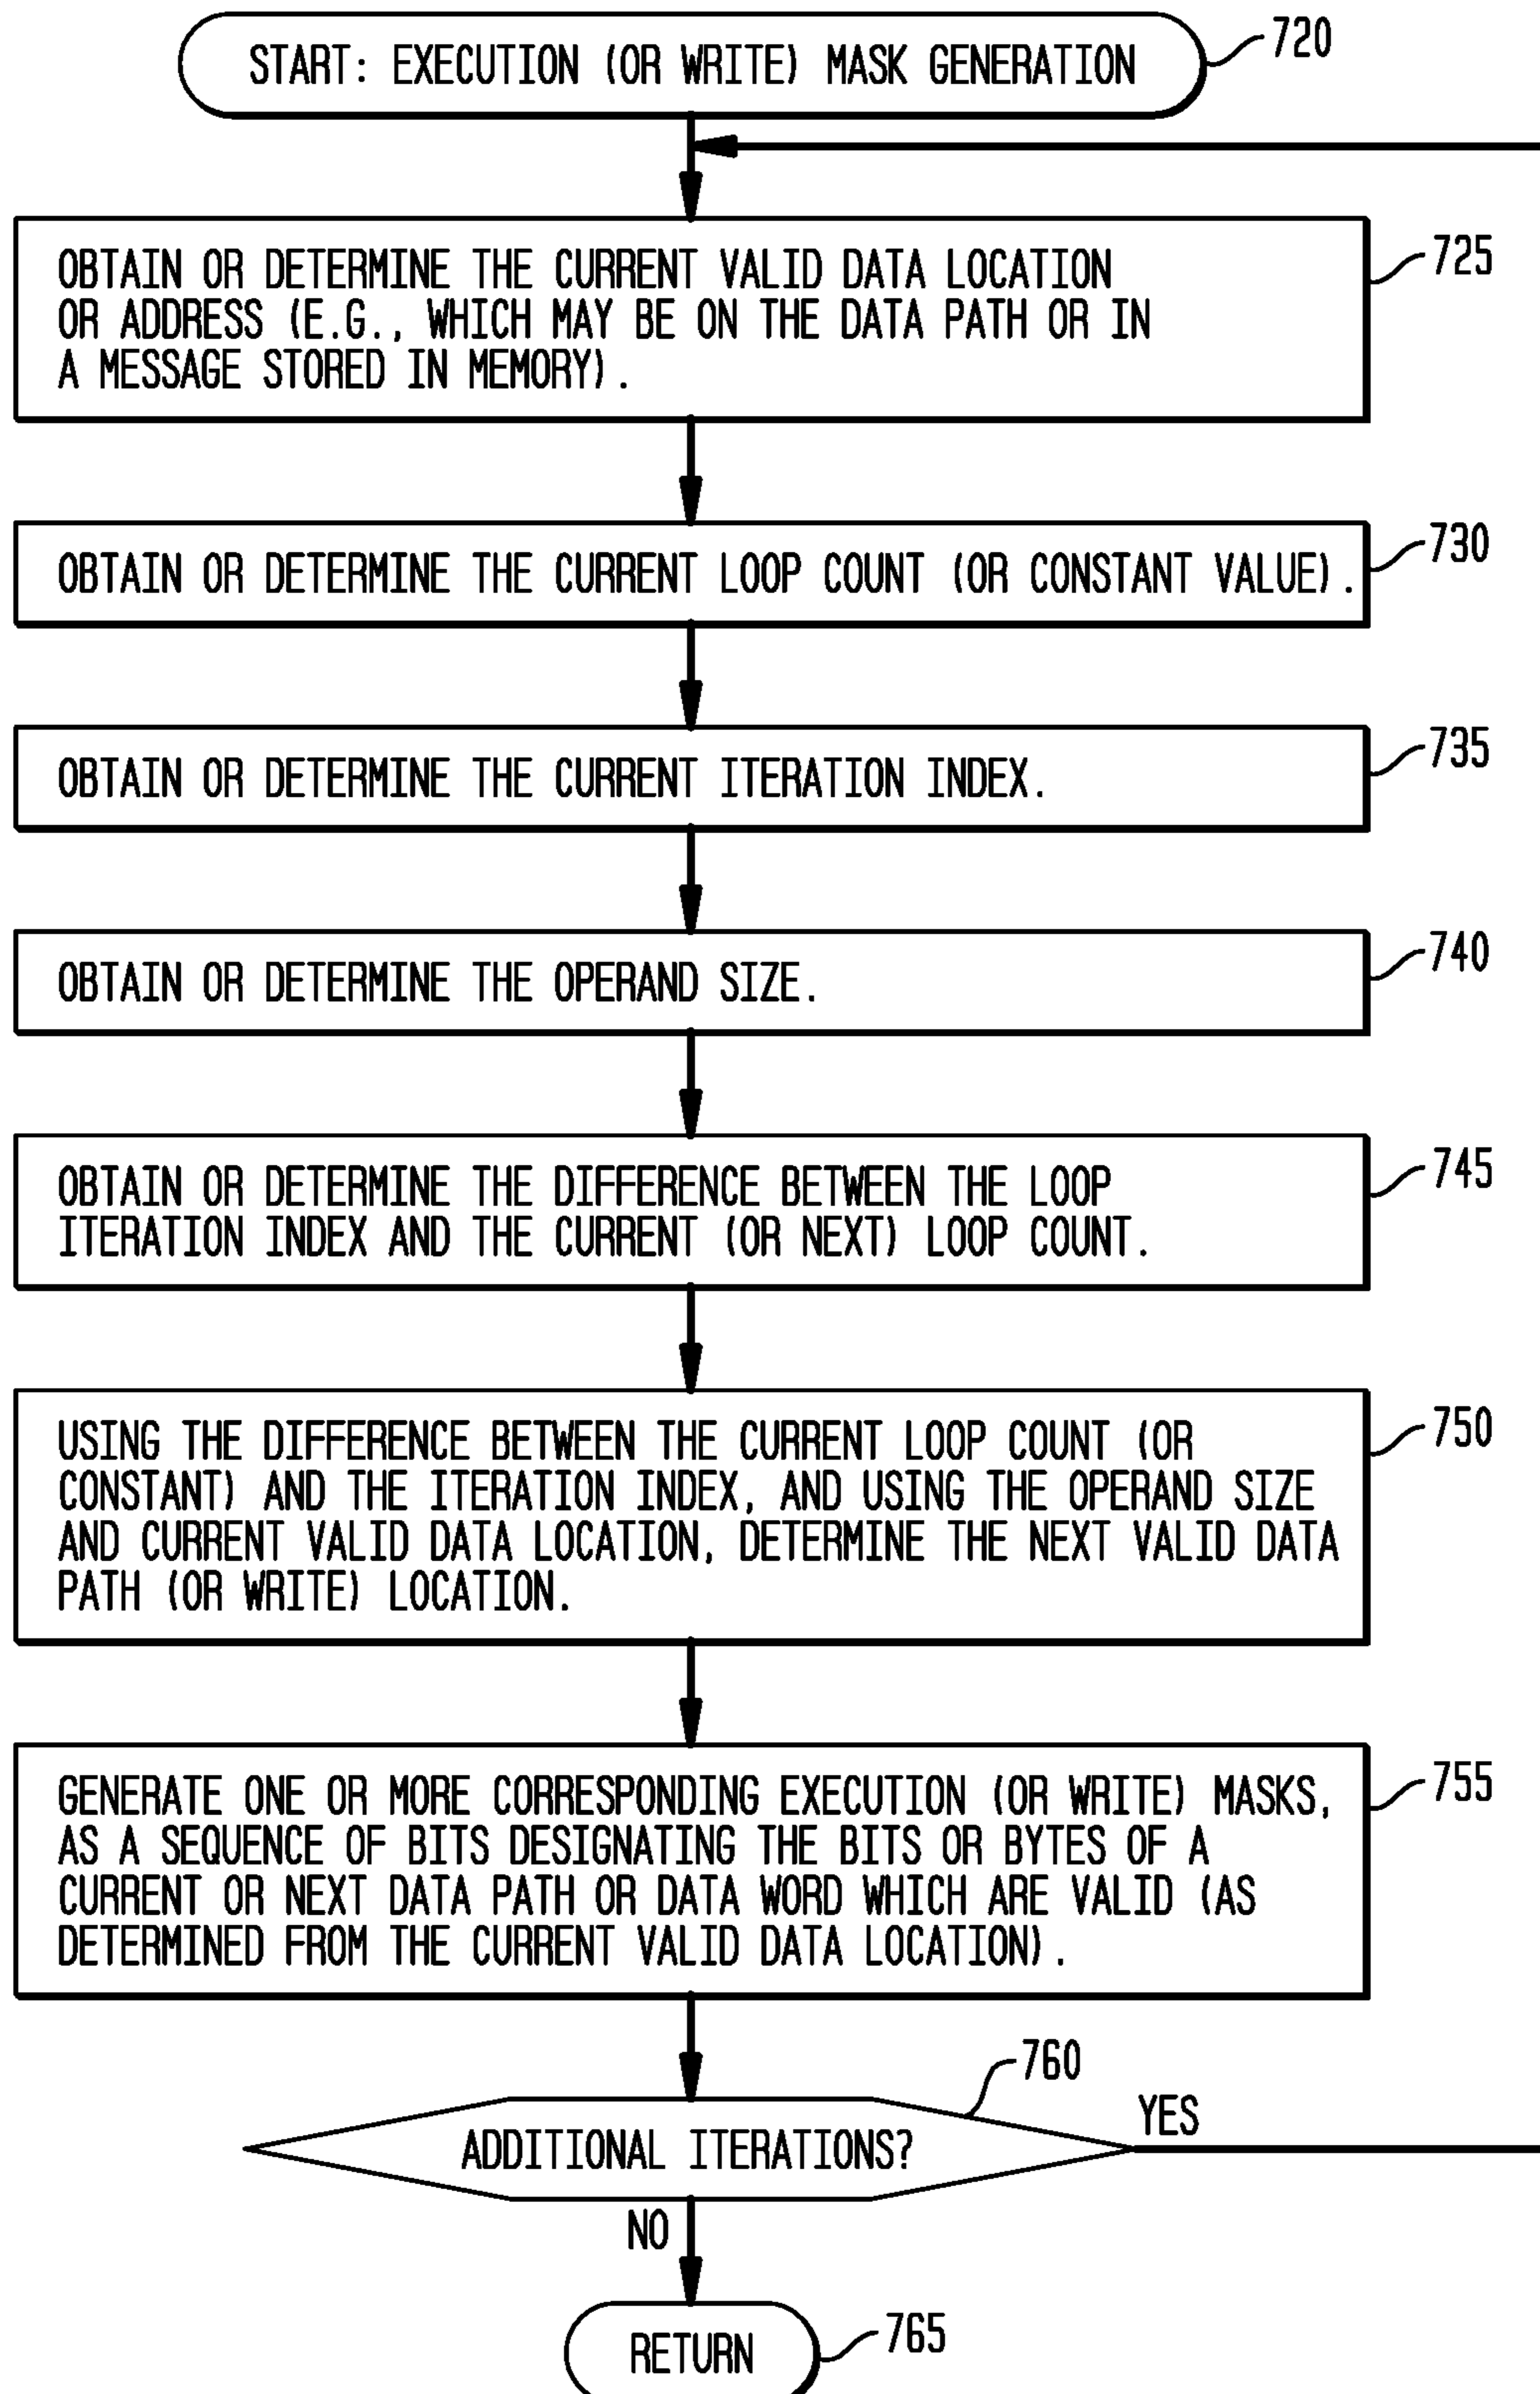 START: EXECUTION (OR WRITE) MASK GENERATION
720
OBTAIN OR DETERMINE THE CURRENT VALID DATA LOCATION
OR ADDRESS (E.G., WHICH MAY BE ON THE DATA PATH OR IN
A MESSAGE STORED IN MEMORY).
725
OBTAIN OR DETERMINE THE CURRENT LOOP COUNT (OR CONSTANT VALUE).
730
OBTAIN OR DETERMINE THE CURRENT ITERATION INDEX.
735
OBTAIN OR DETERMINE THE OPERAND SIZE.
740
OBTAIN OR DETERMINE THE DIFFERENCE BETWEEN THE LOOP
ITERATION INDEX AND THE CURRENT (OR NEXT) LOOP COUNT.
745
USING THE DIFFERENCE BETWEEN THE CURRENT LOOP COUNT (OR
CONSTANT) AND THE ITERATION INDEX, AND USING THE OPERAND SIZE
AND CURRENT VALID DATA LOCATION, DETERMINE THE NEXT VALID DATA
PATH (OR WRITE) LOCATION.
750
GENERATE ONE OR MORE CORRESPONDING EXECUTION (OR WRITE) MASKS,
AS A SEQUENCE OF BITS DESIGNATING THE BITS OR BYTES OF A
CURRENT OR NEXT DATA PATH OR DATA WORD WHICH ARE VALID (AS
DETERMINED FROM THE CURRENT VALID DATA LOCATION).
755
760
ADDITIONAL ITERATIONS?
YES
NO
RETURN
765